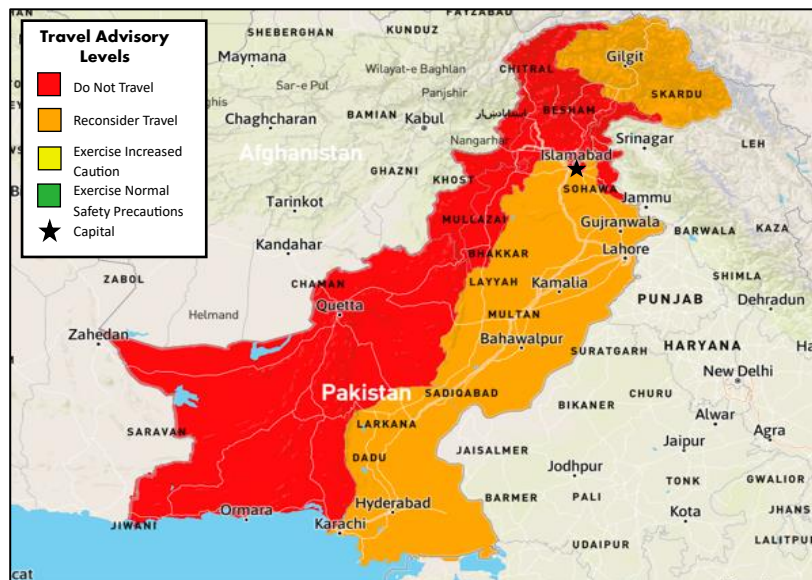 Travel Advisory
Levels
Do Not Travel
Reconsider Travel
Exercise Increased
Caution
Exercise Normal
Safety Precautions
Capital
FAYZABAD
SHEBERGHAN
KUNDUZ
Maymana
Wilayat-e Baghlan
CHITRAL
Gilgit
Sar-e Pul
Panjshir
SKARDU
BESHAM
Chaghcharan
BAMIAN
Kabul
Nangarhar
Srinagar
LEH
Afghanistan
Islamabad
GHAZNI
KHOST
SOHAWA
Tarinkot
Jammu
MULLAZAI
Gujranwala
KAZA
BARWALA
Kandahar
BHAKKAR
Lahore
ZABOL
CHAMAN
LAYYAH
Kamalia
SHIMLA
PUNJAB
Dehradun
Helmand
Quetta
MULTAN
Zahedan
Bahawalpur
HARYANA
SURATGARH
Ha
New Delhi
Pakistan
SADIQABAD
CHURU
BIKANER
SARAVAN
LARKANA
Alwar
Agra
DADU
JAISALMER
Jaipur
Jodhpur
TONK
GWALIOR
Hyderabad
BARMER
PALI
JHANS
Ormara
Kota
JIWANI
Karachi
UDAIPUR
LALITPUR
cat